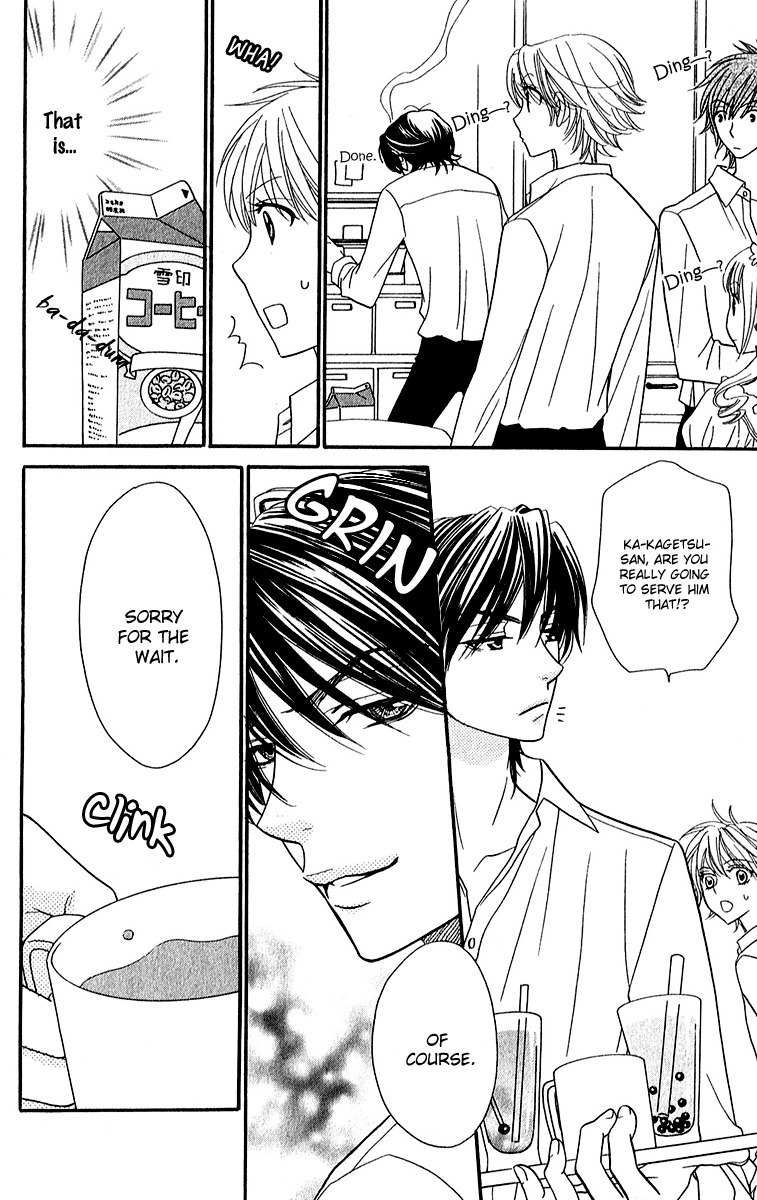 Ding—?
Ding—?
Ding—?
Done.
WHA!
That
is...
雪印
コーヒー
ba-da-dum
KA-KAGETSU-
SAN, ARE YOU
REALLY GOING
TO SERVE HIM
THAT!?
GRIN
OF
COURSE.
SORRY
FOR THE
WAIT.
Clink